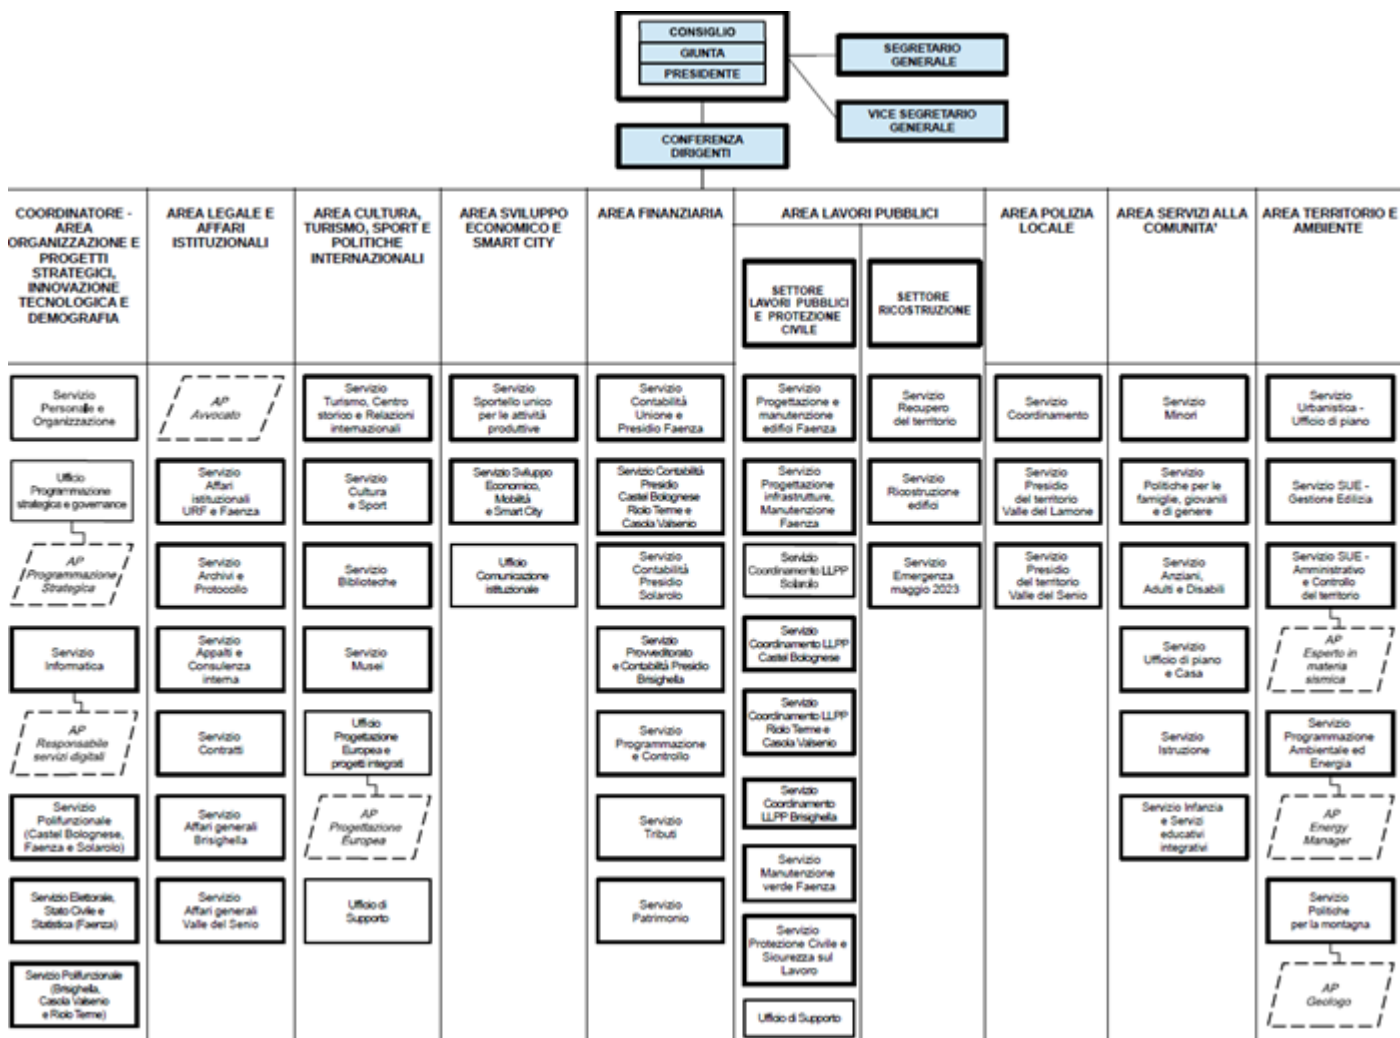 CONSIGLIO
GIUNTA
PRESIDENTE
SEGRETARIO
GENERALE
VICE SEGRETARIO
GENERALE
CONFERENZA
DIRIGENTI
COORDINATORE -
AREA
ORGANIZZAZIONE E
PROGETTI
STRATEGICI,
INNOVAZIONE
TECNOLOGICA E
DEMOGRAFIA
Servizio
Personale e
Organizzazione
Ufficio
Programmazione
strategica e governance
AP
Programmazione
Strategica
Servizio
Informatica
AP
Responsabile
servizi digitali
Servizio
Polifunzionale
(Castel Bolognese,
Faenza e Solarolo)
Servizio Elettorale,
Stato Civile e
Statistica (Faenza)
Servizio Polifunzionale
(Brisighella,
Casola Valsenio
e Riolo Terme)
AREA LEGALE E
AFFARI
ISTITUZIONALI
AP
Avvocato
Servizio
Affari
istituzionali
URF e Faenza
Servizio
Archivi e
Protocollo
Servizio
Appalti e
Consulenza
interna
Servizio
Contratti
Servizio
Affari generali
Brisighella
Servizio
Affari generali
Valle del Senio
AREA CULTURA,
TURISMO, SPORT E
POLITICHE
INTERNAZIONALI
Servizio
Turismo, Centro
storico e Relazioni
internazionali
Servizio
Cultura
e Sport
Servizio
Biblioteche
Servizio
Musei
Ufficio
Progettazione
Europea e
progetti integrati
AP
Progettazione
Europea
Ufficio di
Supporto
AREA SVILUPPO
ECONOMICO E
SMART CITY
Servizio
Sportello unico
per le attività
produttive
Servizio Sviluppo
Economico,
Mobilità
e Smart City
Ufficio
Comunicazione
istituzionale
AREA FINANZIARIA
Servizio
Contabilità
Unione e
Presidio Faenza
Servizio Contabilità
Presidio
Castel Bolognese
Riolo Terme e
Casola Valsenio
Servizio
Contabilità
Presidio
Solarolo
Servizio
Provveditorato
e Contabilità Presidio
Brisighella
Servizio
Programmazione
e Controllo
Servizio
Tributi
Servizio
Patrimonio
AREA LAVORI PUBBLICI
SETTORE
LAVORI PUBBLICI
E PROTEZIONE
CIVILE
Servizio
Progettazione e
manutenzione
edifici Faenza
Servizio
Progettazione
infrastrutture,
Manutenzione
Faenza
Servizio
Coordinamento LLPP
Solarolo
Servizio
Coordinamento LLPP
Castel Bolognese
Servizio
Coordinamento LLPP
Riolo Terme e
Casola Valsenio
Servizio
Coordinamento
LLPP Brisighella
Servizio
Manutenzione
verde Faenza
Servizio
Protezione Civile e
Sicurezza sul
Lavoro
Ufficio di Supporto
SETTORE
RICOSTRUZIONE
Servizio
Recupero
del territorio
Servizio
Ricostruzione
edifici
Servizio
Emergenza
maggio 2023
AREA POLIZIA
LOCALE
Servizio
Coordinamento
Servizio
Presidio
del territorio
Valle del Lamone
Servizio
Presidio
del territorio
Valle del Senio
AREA SERVIZI ALLA
COMUNITA'
Servizio
Minori
Servizio
Politiche per le
famiglie, giovanili
e di genere
Servizio
Anziani,
Adulti e Disabili
Servizio
Ufficio di piano
e Casa
Servizio
Istruzione
Servizio Infanzia
e Servizi
educativi
integrativi
AREA TERRITORIO E
AMBIENTE
Servizio
Urbanistica -
Ufficio di piano
Servizio SUE -
Gestione Edilizia
Servizio SUE -
Amministrativo
e Controllo
del territorio
AP
Esperto in
materia
sismica
Servizio
Programmazione
Ambientale ed
Energia
AP
Energy
Manager
Servizio
Politiche
per la montagna
AP
Geologo